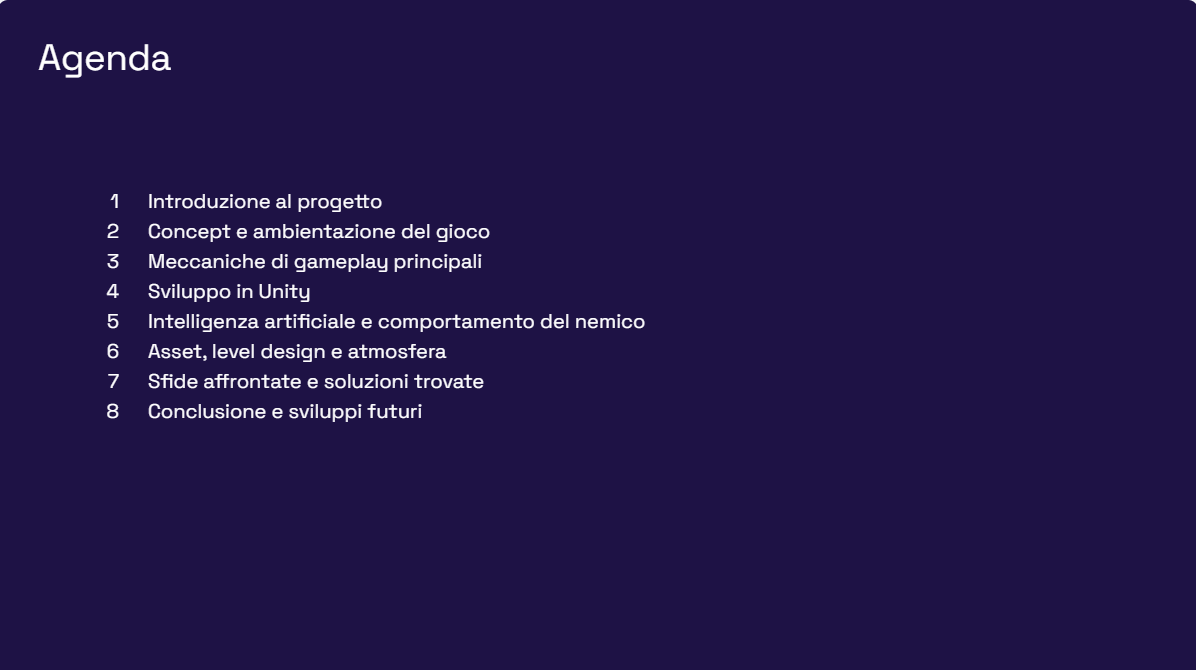 Agenda
1 Introduzione al progetto
2 Concept e ambientazione del gioco
3 Meccaniche di gameplay principali
4 Sviluppo in Unity
5 Intelligenza artificiale e comportamento del nemico
6 Asset, level design e atmosfera
7 Sfide affrontate e soluzioni trovate
8 Conclusione e sviluppi futuri